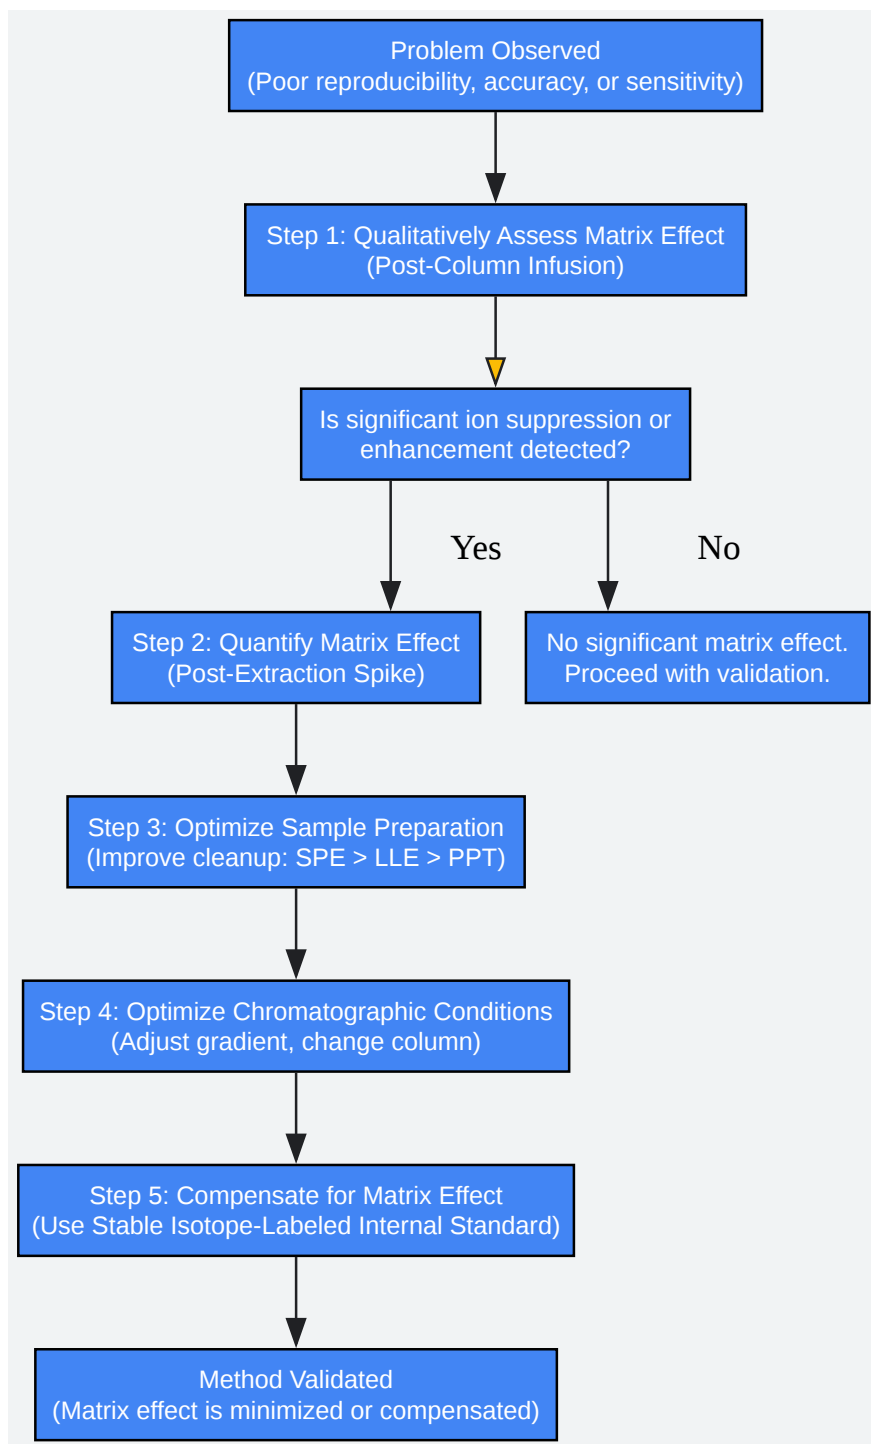 Problem Observed
(Poor reproducibility, accuracy, or sensitivity)
Step 1: Qualitatively Assess Matrix Effect
(Post-Column Infusion)
Is significant ion suppression or
enhancement detected?
Yes
No
Step 2: Quantify Matrix Effect
(Post-Extraction Spike)
No significant matrix effect.
Proceed with validation.
Step 3: Optimize Sample Preparation
(Improve cleanup: SPE > LLE > PPT)
Step 4: Optimize Chromatographic Conditions
(Adjust gradient, change column)
Step 5: Compensate for Matrix Effect
(Use Stable Isotope-Labeled Internal Standard)
Method Validated
(Matrix effect is minimized or compensated)